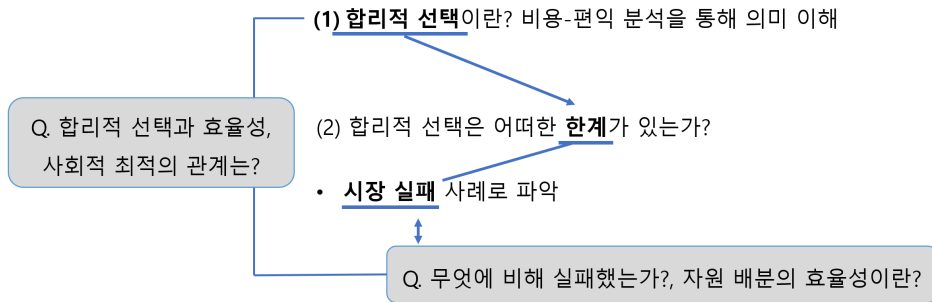 (1) 합리적 선택이란? 비용-편익 분석을 통해 의미 이해
Q. 합리적 선택과 효율성,
사회적 최적의 관계는?
(2) 합리적 선택은 어떠한 한계가 있는가?
• 시장 실패 사례로 파악
Q. 무엇에 비해 실패했는가?, 자원 배분의 효율성이란?